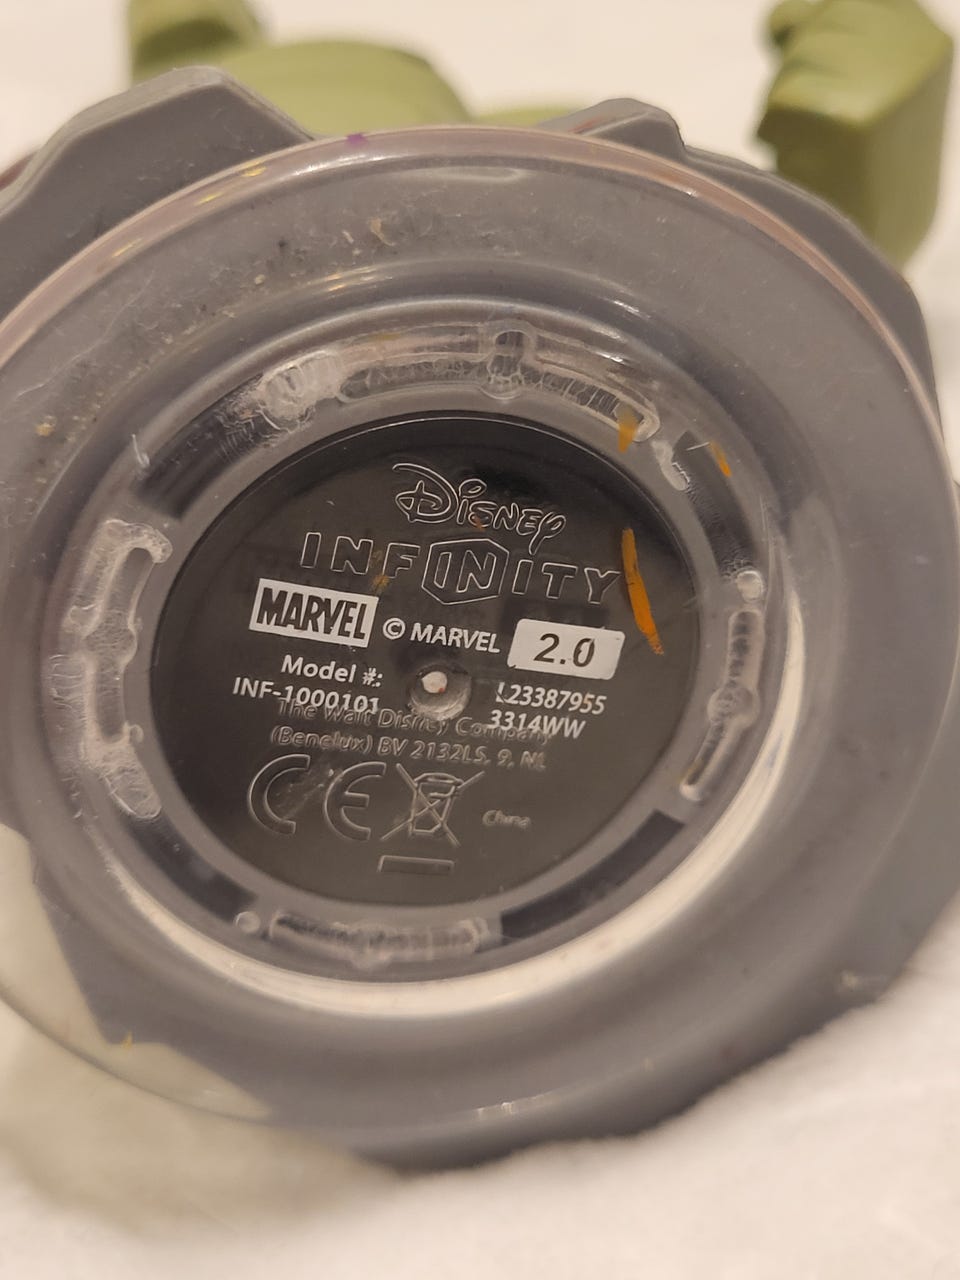 Disney
INFINITY
MARVEL © MARVEL 2.0
Model #:
INF-1000101
L23387955
3314WW
The Walt Disney Company
(Benelux) BV 2132LS, 9, NL
CE
China